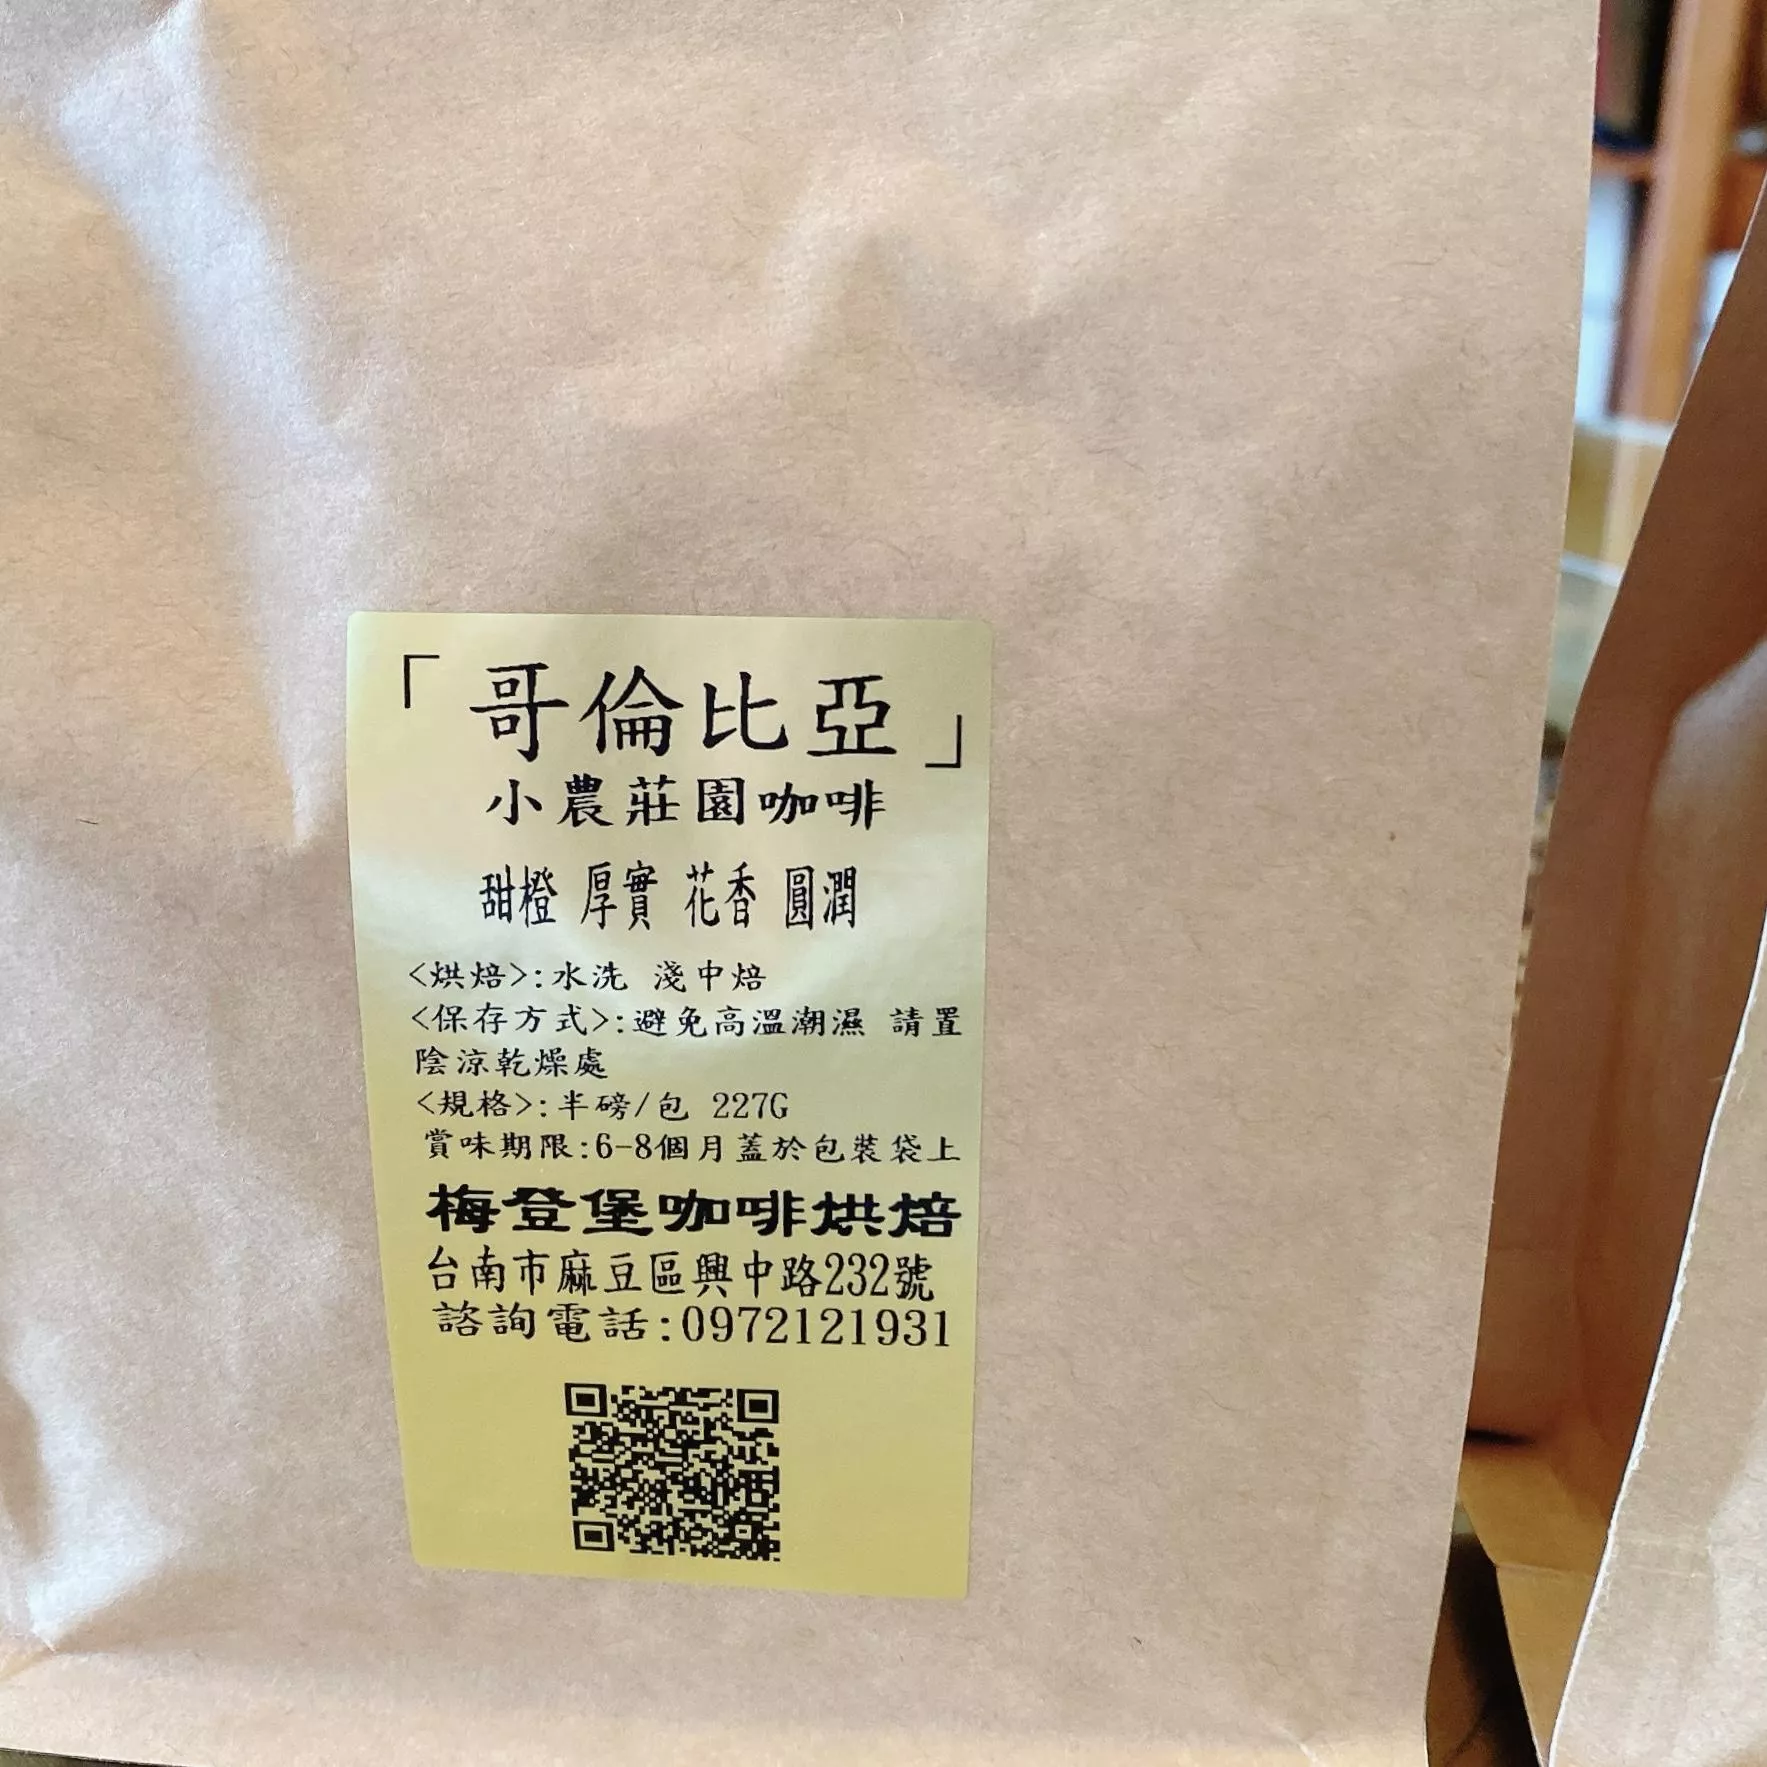 「哥倫比亞」
小農莊園咖啡
甜橙 厚實 花香 圓潤
<烘焙>:水洗 淺中焙
<保存方式>:避免高溫潮濕 請置
陰涼乾燥處
<規格>:半磅/包 227G
賞味期限:6-8個月蓋於包裝袋上
梅登堡咖啡烘焙
台南市麻豆區興中路232號
諮詢電話:0972121931